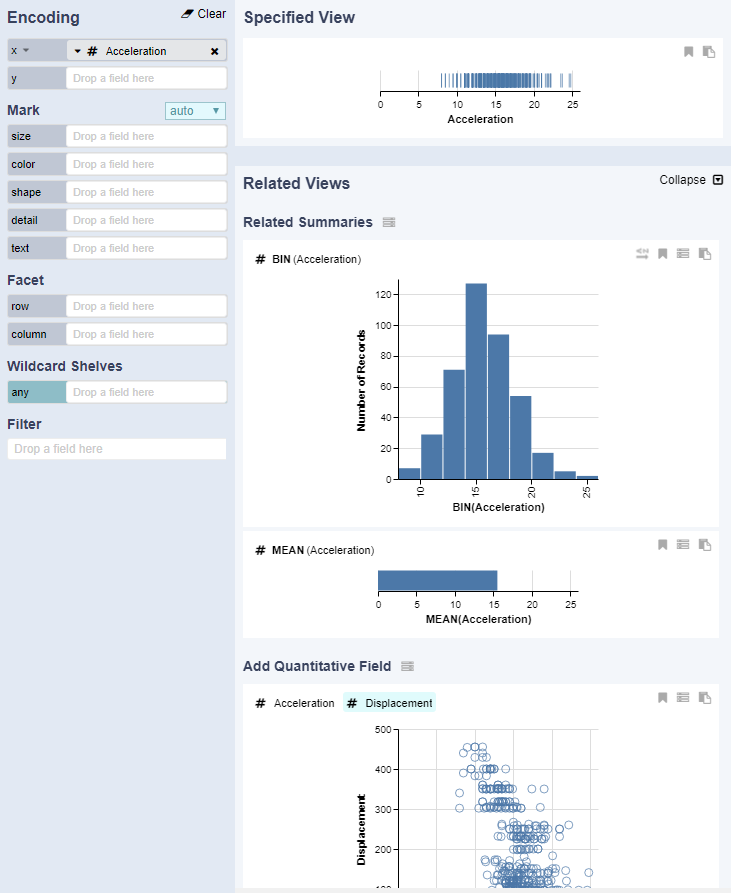 Encoding
Clear
x
# Acceleration
y
Drop a field here
Mark
auto
size
Drop a field here
color
Drop a field here
shape
Drop a field here
detail
Drop a field here
text
Drop a field here
Facet
row
Drop a field here
column
Drop a field here
Wildcard Shelves
any
Drop a field here
Filter
Drop a field here
Specified View
0 5 10 15 20 25
Acceleration
Related Views
Collapse
Related Summaries
# BIN (Acceleration)
Number of Records
120
100
80
60
40
20
0
10 15 20 25
BIN(Acceleration)
# MEAN (Acceleration)
0 5 10 15 20 25
MEAN(Acceleration)
Add Quantitative Field
# Acceleration # Displacement
Displacement
500
400
300
200
100